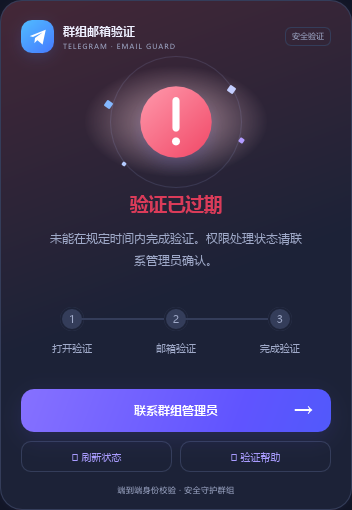 群组邮箱验证
TELEGRAM · EMAIL GUARD
安全验证
验证已过期
未能在规定时间内完成验证。权限处理状态请联
系管理员确认。
1
2
3
打开验证
邮箱验证
完成验证
联系群组管理员 →
刷新状态
验证帮助
端到端身份校验 · 安全守护群组